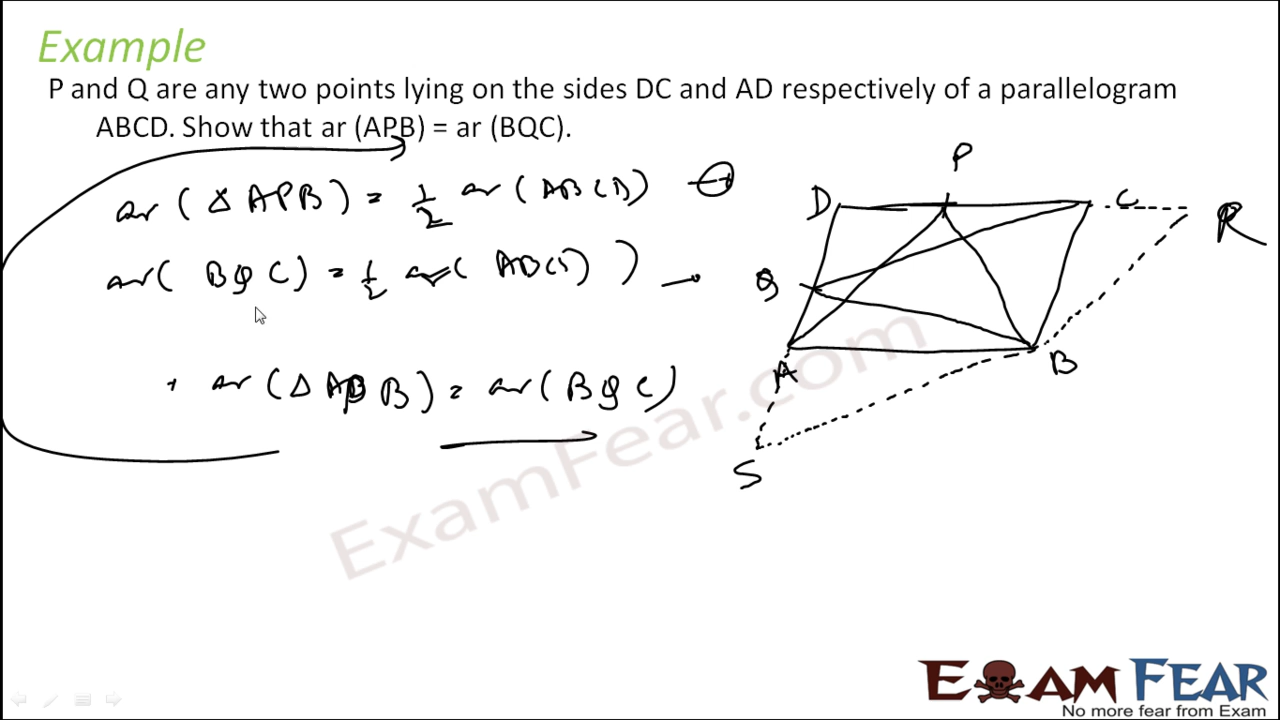 Example
P and Q are any two points lying on the sides DC and AD respectively of a parallelogram
ABCD. Show that ar (APB) = ar (BQC).
ar ( Δ APB ) = 1/2 ar ( ABCD )
ar ( BQC ) = 1/2 ar ( ABCD )
ar ( Δ APB ) = ar ( BQC )
P
D
C
R
Q
A
B
S
ExamFear.com
EXAM FEAR
No more fear from Exam